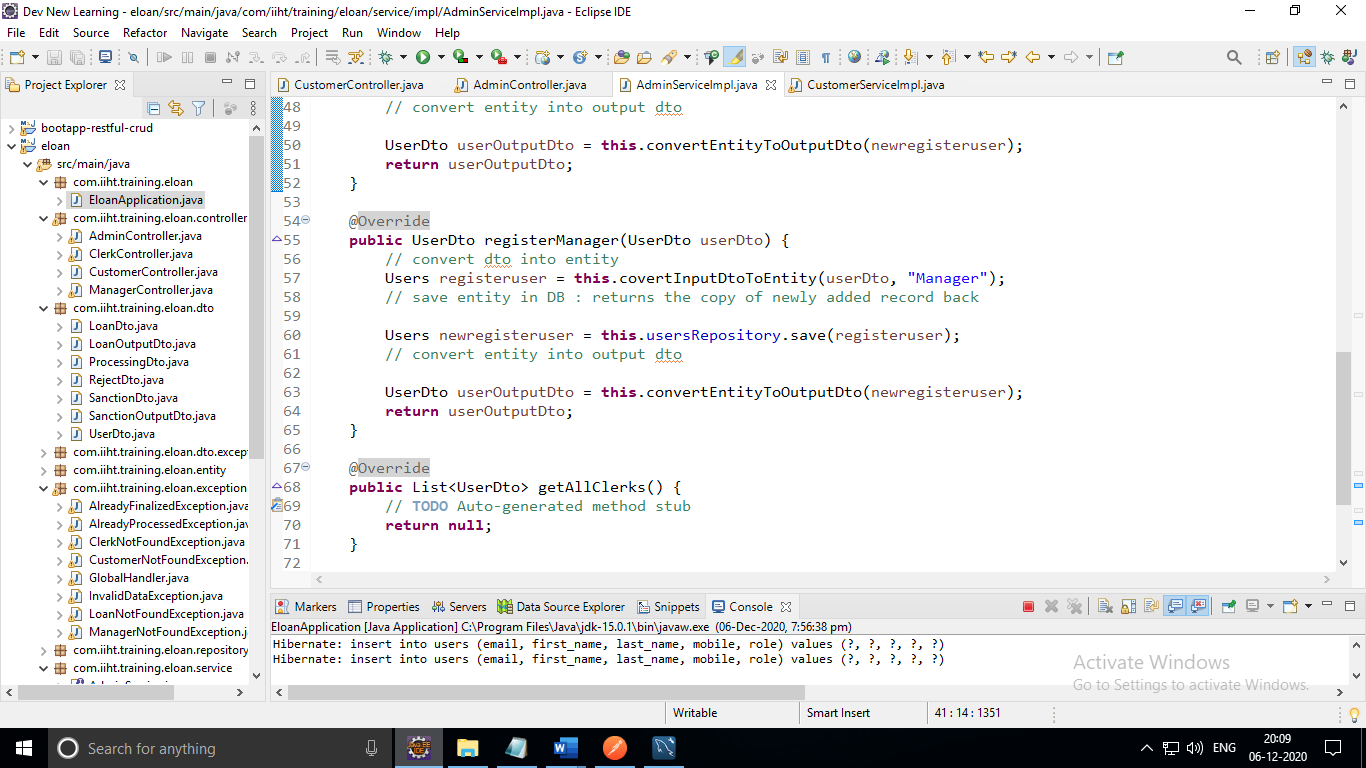 Dev New Learning - eloan/src/main/java/com/iiht/training/eloan/service/impl/AdminServiceImpl.java - Eclipse IDE
File Edit Source Refactor Navigate Search Project Run Window Help
Project Explorer
CustomerController.java AdminController.java AdminServiceImpl.java CustomerServiceImpl.java
bootapp-restful-crud
eloan
src/main/java
com.iiht.training.eloan
EloanApplication.java
com.iiht.training.eloan.controller
AdminController.java
ClerkController.java
CustomerController.java
ManagerController.java
com.iiht.training.eloan.dto
LoanDto.java
LoanOutputDto.java
ProcessingDto.java
RejectDto.java
SanctionDto.java
SanctionOutputDto.java
UserDto.java
com.iiht.training.eloan.dto.excep
com.iiht.training.eloan.entity
com.iiht.training.eloan.exception
AlreadyFinalizedException.java
AlreadyProcessedException.jav
ClerkNotFoundException.java
CustomerNotFoundException.
GlobalHandler.java
InvalidDataException.java
LoanNotFoundException.java
ManagerNotFoundException.j
com.iiht.training.eloan.repository
com.iiht.training.eloan.service
48 // convert entity into output dto
49
50 UserDto userOutputDto = this.convertEntityToOutputDto(newregisteruser);
51 return userOutputDto;
52 }
53
54 @Override
55 public UserDto registerManager(UserDto userDto) {
56 // convert dto into entity
57 Users registeruser = this.covertInputDtoToEntity(userDto, "Manager");
58 // save entity in DB : returns the copy of newly added record back
59
60 Users newregisteruser = this.usersRepository.save(registeruser);
61 // convert entity into output dto
62
63 UserDto userOutputDto = this.convertEntityToOutputDto(newregisteruser);
64 return userOutputDto;
65 }
66
67 @Override
68 public List<UserDto> getAllClerks() {
69 // TODO Auto-generated method stub
70 return null;
71 }
72
Markers Properties Servers Data Source Explorer Snippets Console
EloanApplication [Java Application] C:\Program Files\Java\jdk-15.0.1\bin\javaw.exe (06-Dec-2020, 7:56:38 pm)
Hibernate: insert into users (email, first_name, last_name, mobile, role) values (?, ?, ?, ?, ?)
Hibernate: insert into users (email, first_name, last_name, mobile, role) values (?, ?, ?, ?, ?)
Activate Windows
Go to Settings to activate Windows.
Writable Smart Insert 41 : 14 : 1351
Search for anything
ENG
20:09
06-12-2020